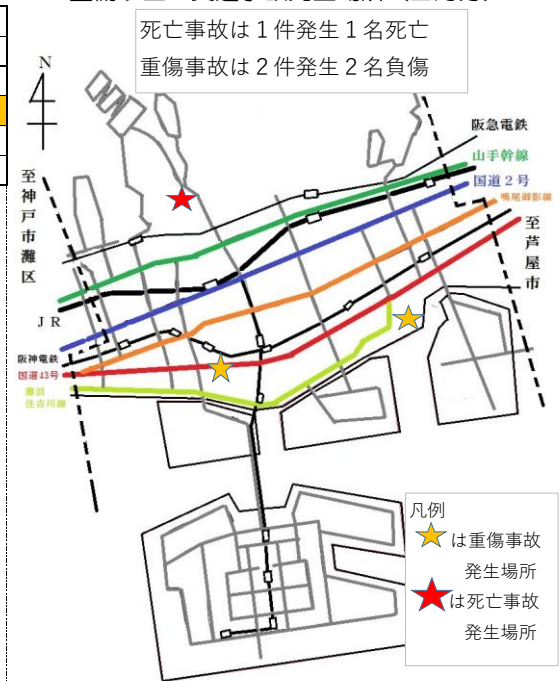 死亡事故は1件発生1名死亡
重傷事故は2件発生2名負傷
N
阪急電鉄
山手幹線
国道2号
鳴尾御影線
至神戸市灘区
至芦屋市
JR
阪神電鉄
国道43号
住吉川線
凡例
は重傷事故
発生場所
は死亡事故
発生場所